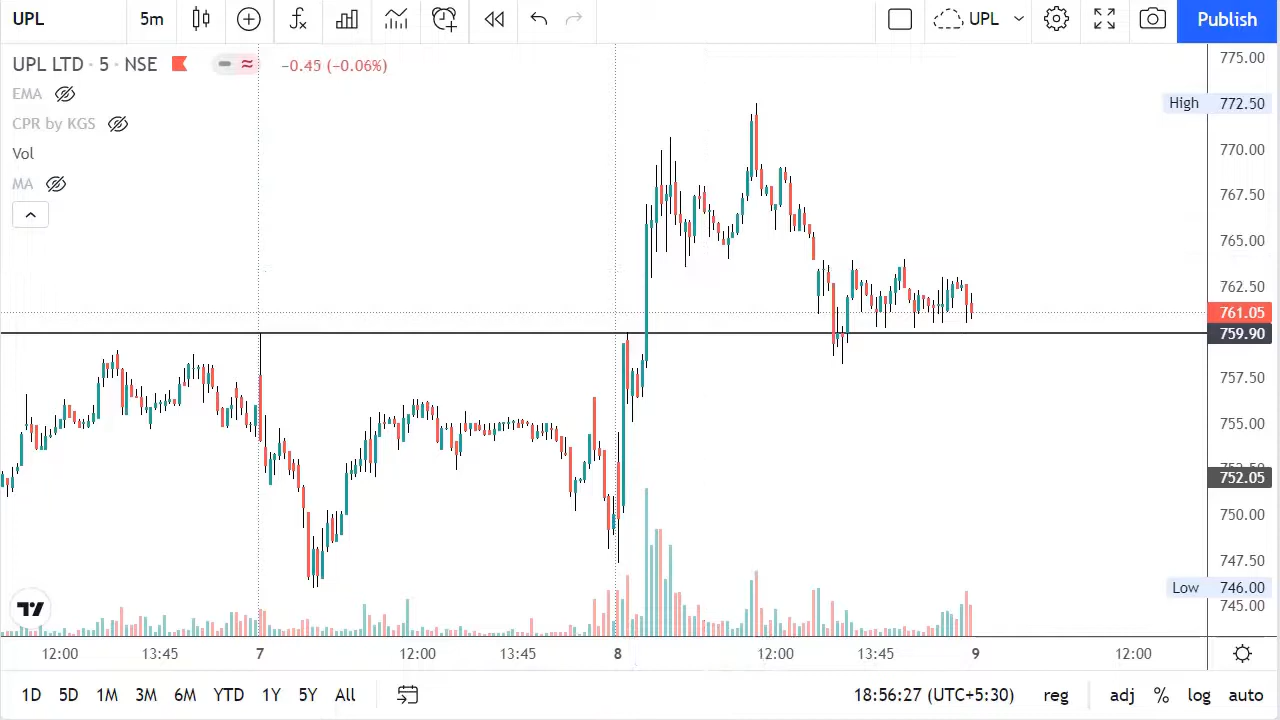 UPL 5m UPL Publish
UPL LTD · 5 · NSE −0.45 (−0.06%)
EMA
CPR by KGS
Vol
MA
775.00
High 772.50
770.00
767.50
765.00
762.50
761.05
759.90
757.50
755.00
752.05
750.00
747.50
Low 746.00
745.00
12:00 13:45 7 12:00 13:45 8 12:00 13:45 9 12:00
1D 5D 1M 3M 6M YTD 1Y 5Y All 18:56:27 (UTC+5:30) reg adj % log auto